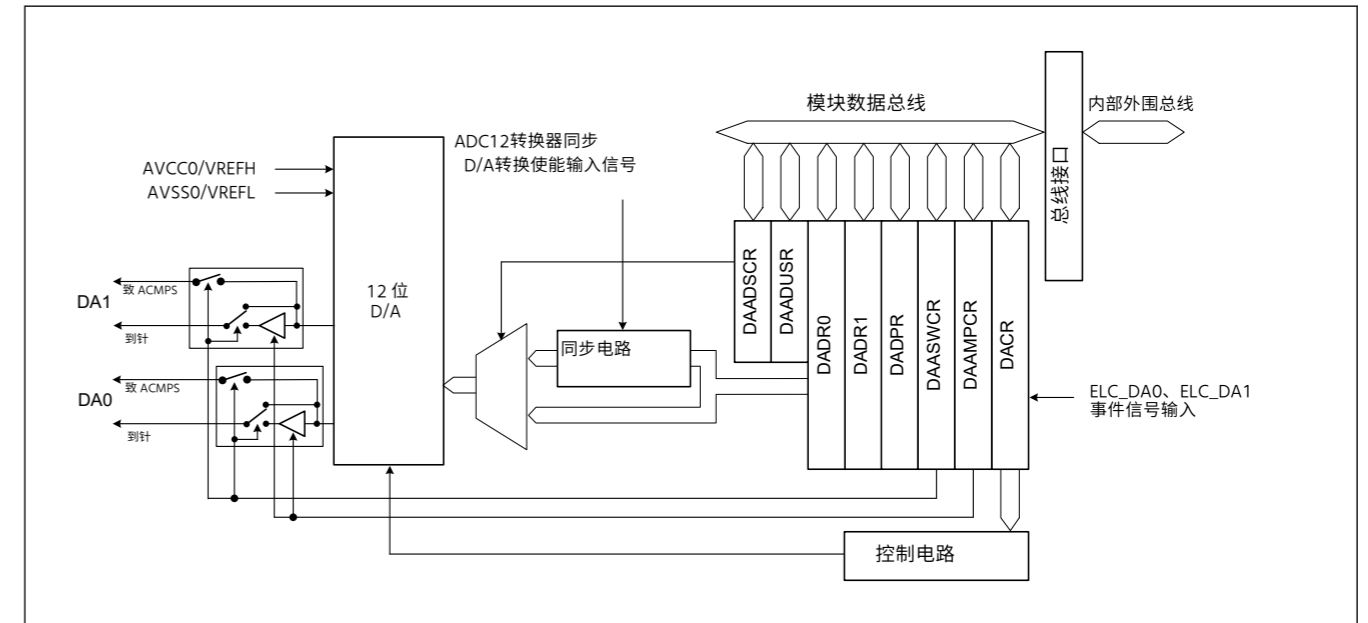 模块数据总线
内部外围总线
总线接口
ADC12转换器同步
D/A转换使能输入信号
AVCC0/VREFH
AVSS0/VREFL
12 位
D/A
DA1
致 ACMPS
到针
DA0
致 ACMPS
到针
同步电路
DAADSCR
DAADUSR
DADR0
DADR1
DADPR
DASWCR
DAAMPCR
DACR
ELC_DA0、ELC_DA1
事件信号输入
控制电路